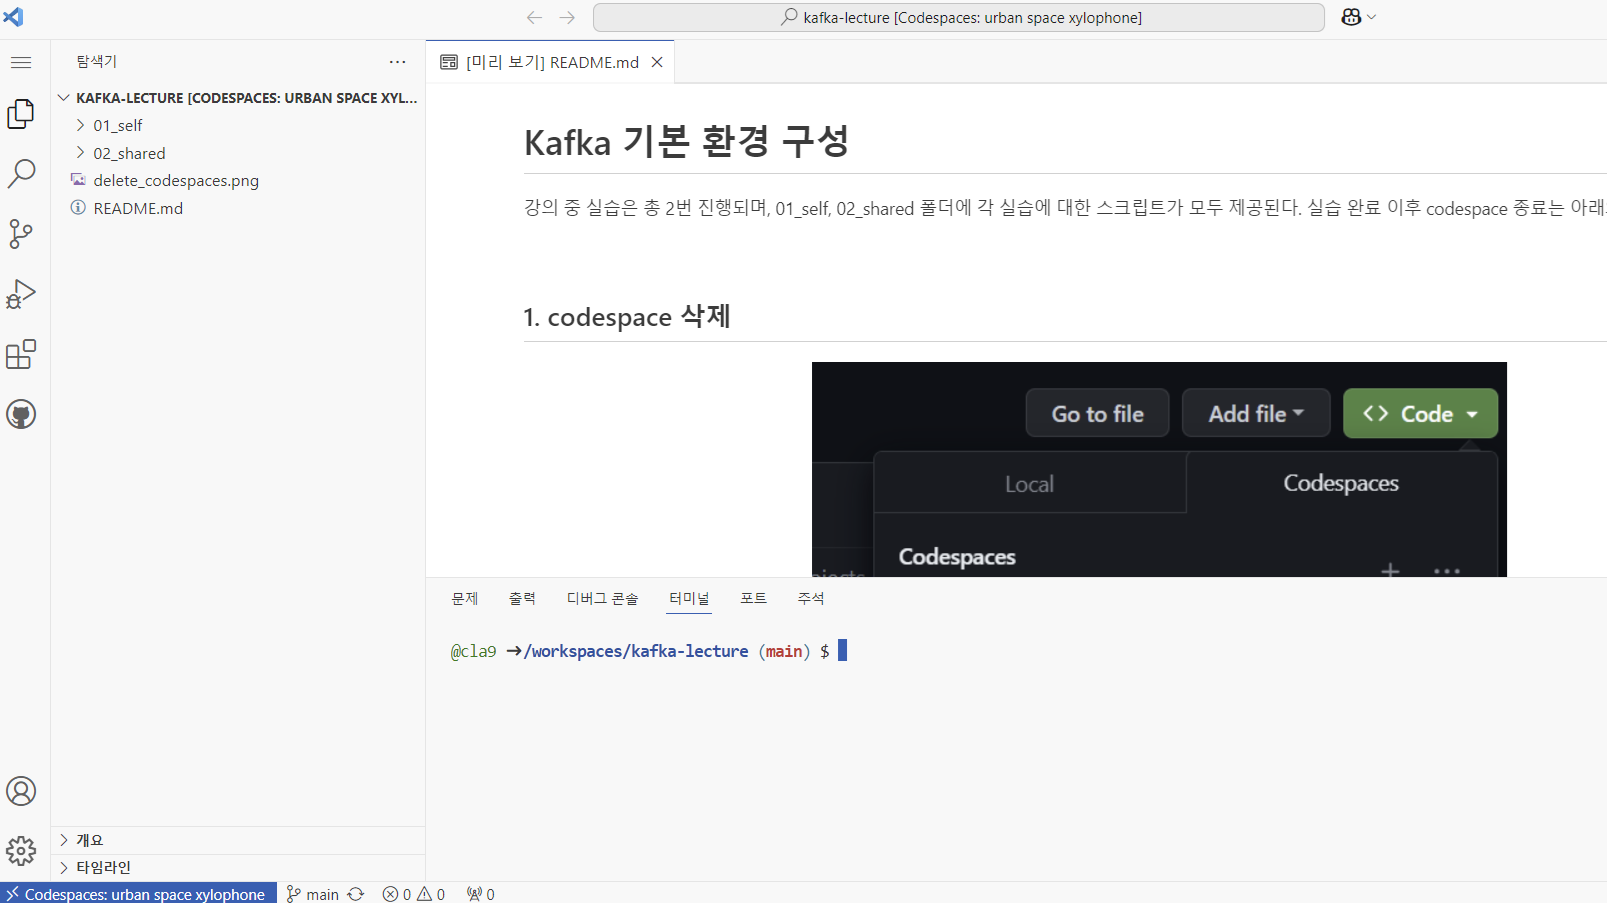 kafka-lecture [Codespaces: urban space xylophone]
탐색기
KAFKA-LECTURE [CODESPACES: URBAN SPACE XYL...
01_self
02_shared
delete_codespaces.png
README.md
[미리 보기] README.md
Kafka 기본 환경 구성
강의 중 실습은 총 2번 진행되며, 01_self, 02_shared 폴더에 각 실습에 대한 스크립트가 모두 제공된다. 실습 완료 이후 codespace 종료는 아래
1. codespace 삭제
Go to file
Add file
<> Code
Local
Codespaces
Codespaces
문제
출력
디버그 콘솔
터미널
포트
주석
@cla9 →/workspaces/kafka-lecture (main) $
개요
타임라인
Codespaces: urban space xylophone
main
0
0
0